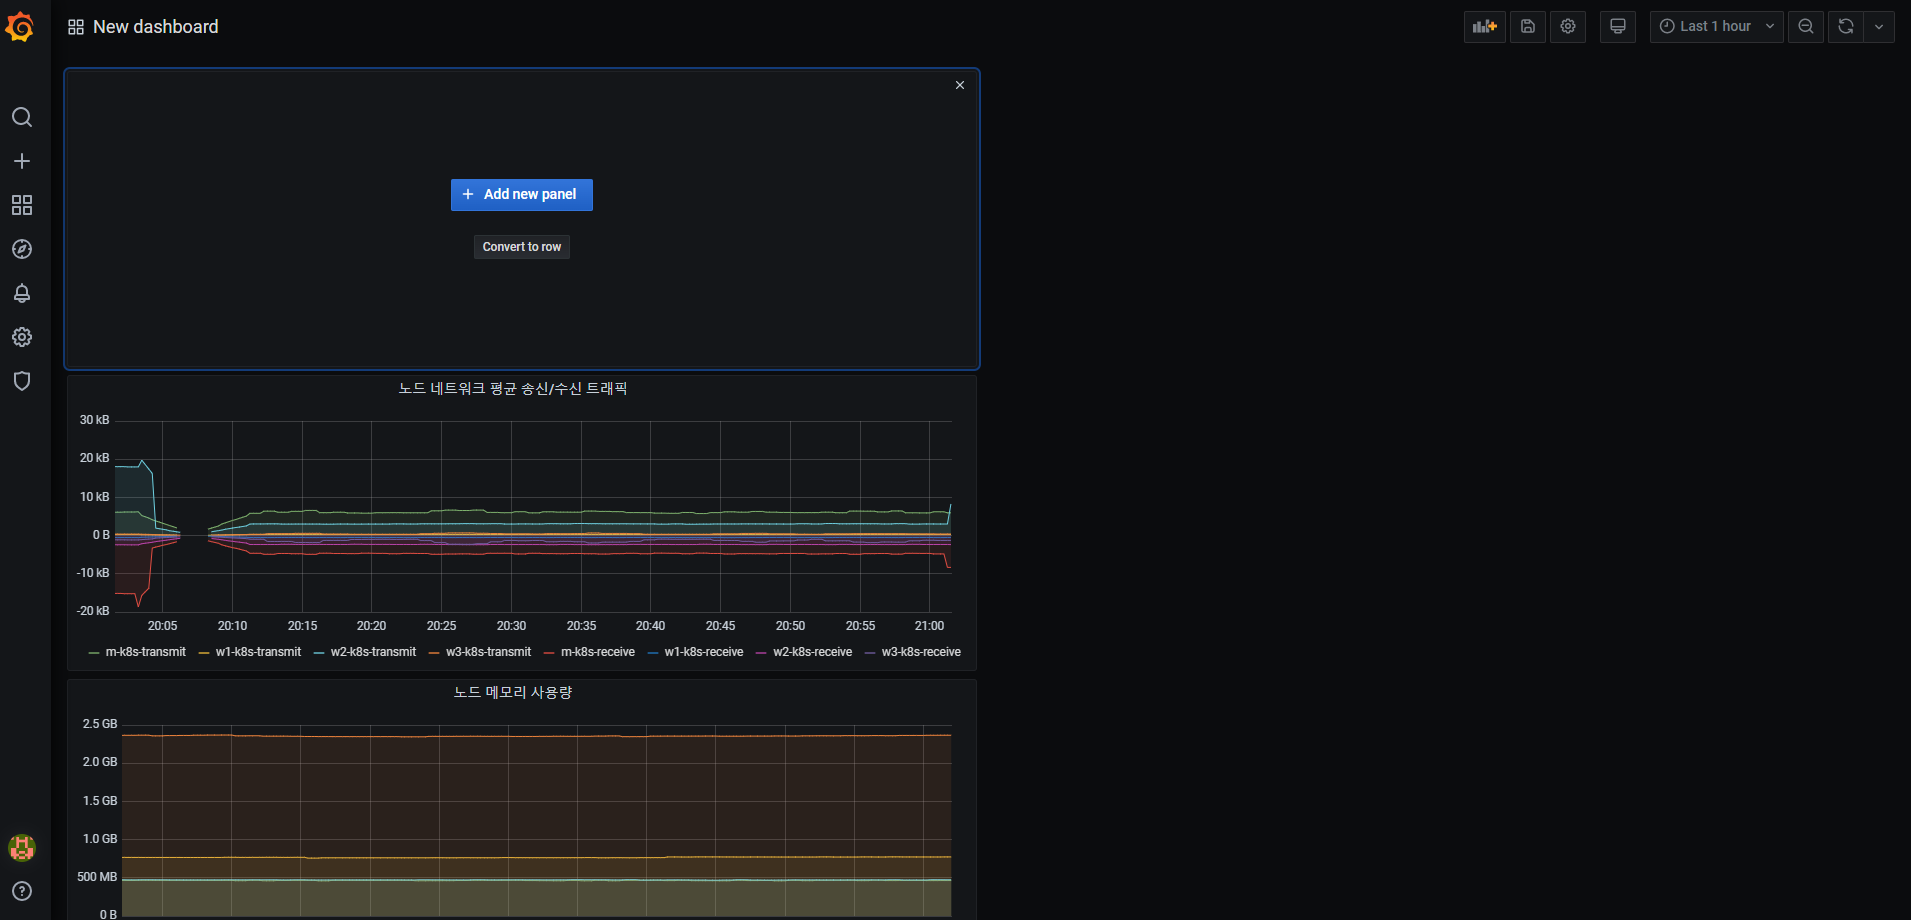 New dashboard
Last 1 hour
Add new panel
Convert to row
노드 네트워크 평균 송신/수신 트래픽
30 kB
20 kB
10 kB
0 B
-10 kB
-20 kB
20:05 20:10 20:15 20:20 20:25 20:30 20:35 20:40 20:45 20:50 20:55 21:00
m-k8s-transmit w1-k8s-transmit w2-k8s-transmit w3-k8s-transmit m-k8s-receive w1-k8s-receive w2-k8s-receive w3-k8s-receive
노드 메모리 사용량
2.5 GB
2.0 GB
1.5 GB
1.0 GB
500 MB
0 B